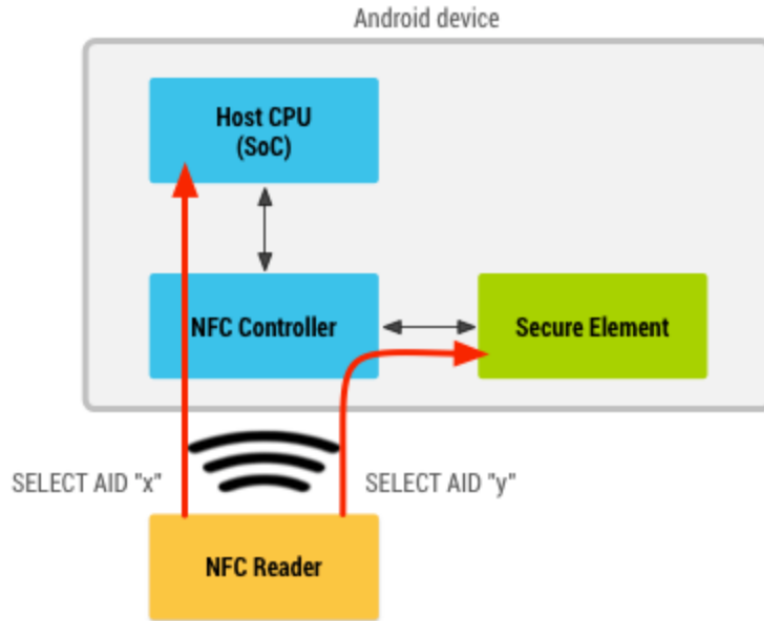 Android device
Host CPU
(SoC)
NFC Controller
Secure Element
SELECT AID "x"
SELECT AID "y"
NFC Reader